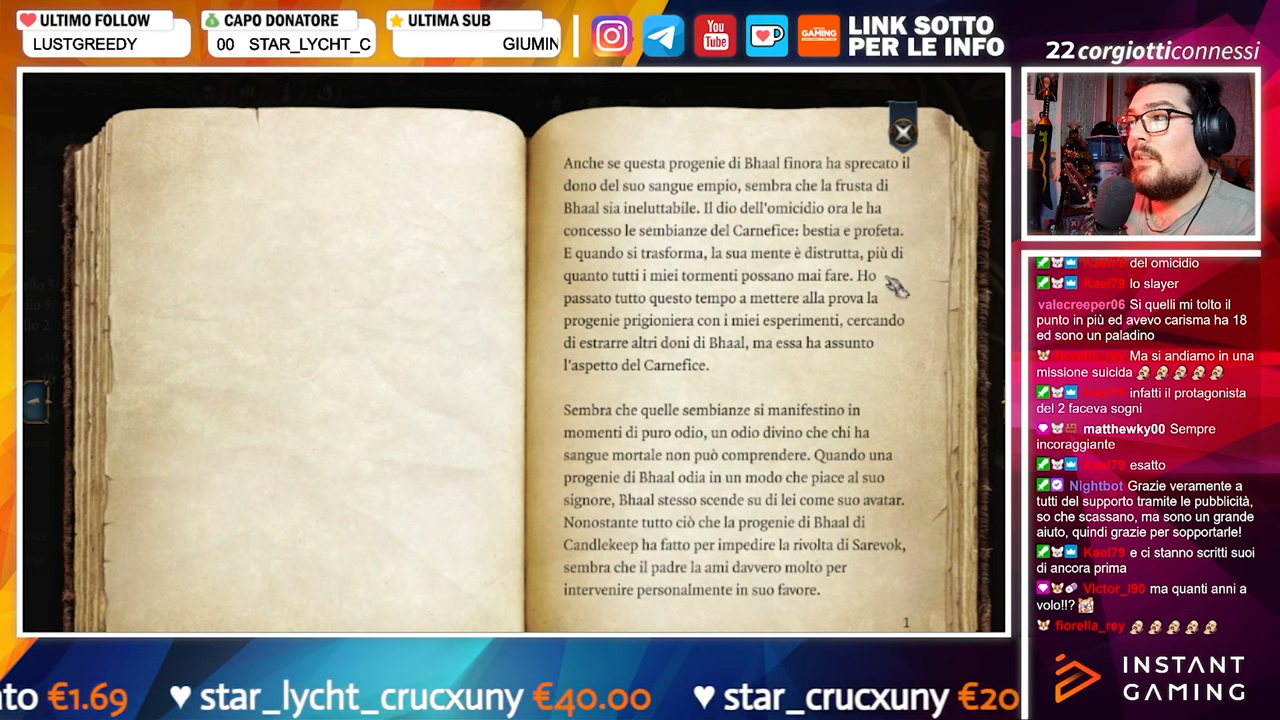 ULTIMO FOLLOW
LUSTGREEDY
CAPO DONATORE
00 STAR_LYCHT_C
ULTIMA SUB
GIUMIN
You
Tube
GAMING
LINK SOTTO
PER LE INFO
22corgiotticonnessi
Anche se questa progenie di Bhaal finora ha sprecato il
dono del suo sangue empio, sembra che la frusta di
Bhaal sia ineluttabile. Il dio dell'omicidio ora le ha
concesso le sembianze del Carnefice: bestia e profeta.
E quando si trasforma, la sua mente è distrutta, più di
quanto tutti i miei tormenti possano mai fare. Ho
passato tutto questo tempo a mettere alla prova la
progenie prigioniera con i miei esperimenti, cercando
di estrarre altri doni di Bhaal, ma essa ha assunto
l'aspetto del Carnefice.
Sembra che quelle sembianze si manifestino in
momenti di puro odio, un odio divino che chi ha
sangue mortale non può comprendere. Quando una
progenie di Bhaal odia in un modo che piace al suo
signore, Bhaal stesso scende su di lei come suo avatar.
Nonostante tutto ciò che la progenie di Bhaal di
Candlekeep ha fatto per impedire la rivolta di Sarevok,
sembra che il padre la ami davvero molto per
intervenire personalmente in suo favore.
1
Kael79 del omicidio
Kael79 lo slayer
valecreeper06 Si quelli mi tolto il
punto in più ed avevo carisma ha 18
ed sono un paladino
fiorella_rey Ma si andiamo in una
missione suicida
Kael79 infatti il protagonista
del 2 faceva sogni
matthewky00 Sempre
incoraggiante
Kael79 esatto
Nightbot Grazie veramente a
tutti del supporto tramite le pubblicità,
so che scassano, ma sono un grande
aiuto, quindi grazie per sopportarle!
Kael79 e ci stanno scritti suoi
di ancora prima
Victor_I90 ma quanti anni a
volo!!?
fiorella_rey
INSTANT
GAMING
ato €1.69 ♥ star_lycht_crucxuny €40.00 ♥ star_crucxuny €20